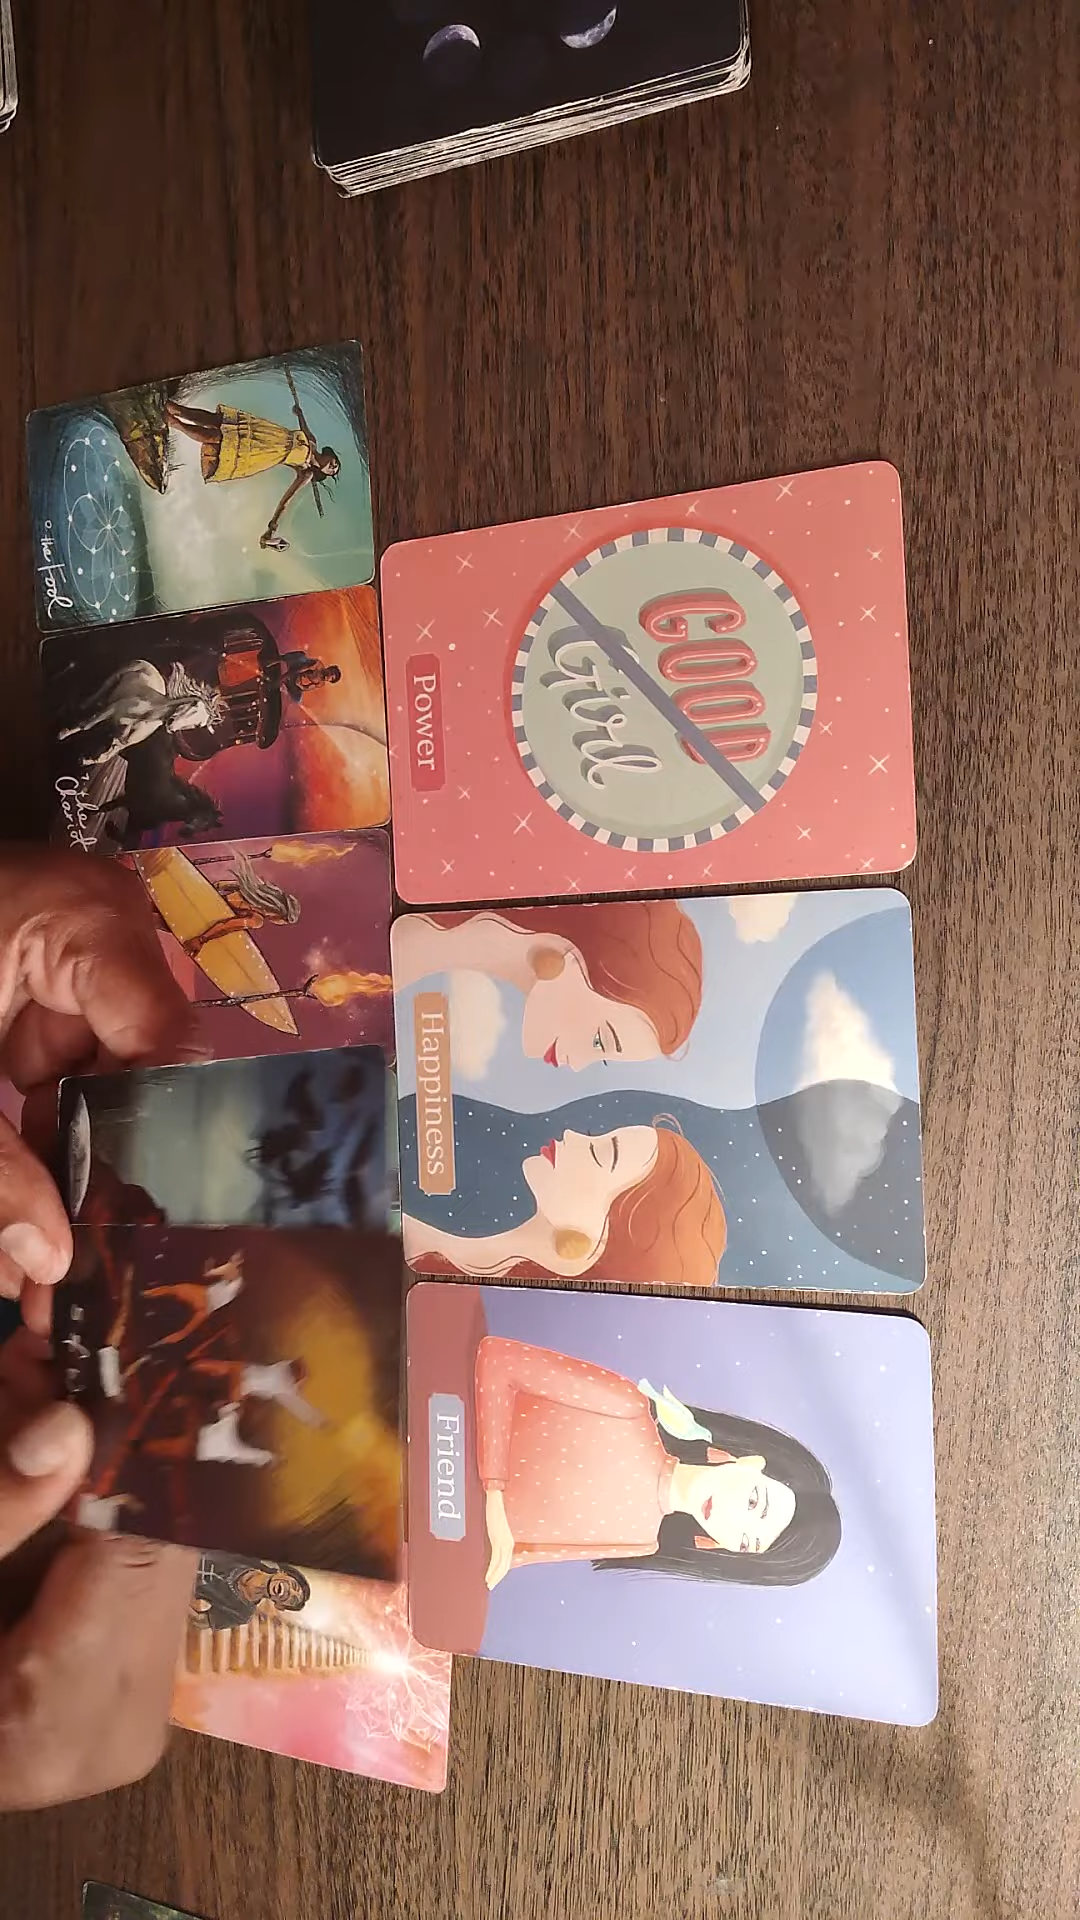 0. the Fool
7 the
Chariot
GOOD
Girl
Power
Happiness
Friend